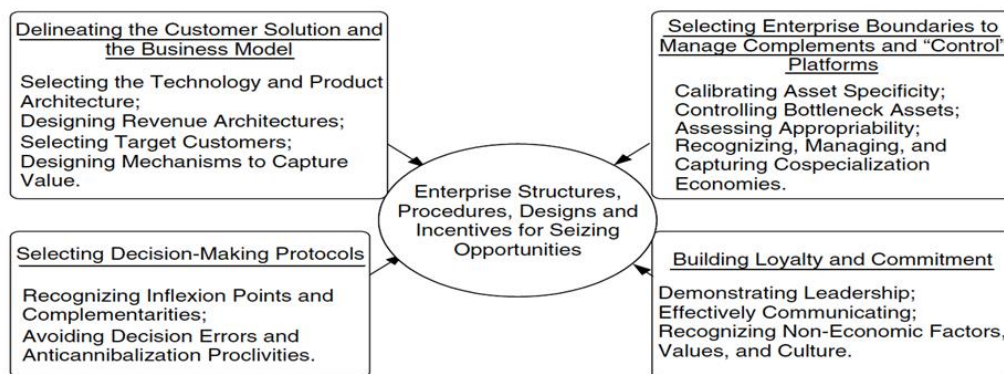 Delineating the Customer Solution and
the Business Model
Selecting the Technology and Product
Architecture;
Designing Revenue Architectures;
Selecting Target Customers;
Designing Mechanisms to Capture
Value.
Selecting Enterprise Boundaries to
Manage Complements and “Control”
Platforms
Calibrating Asset Specificity;
Controlling Bottleneck Assets;
Assessing Appropriability;
Recognizing, Managing, and
Capturing Cospecialization
Economies.
Enterprise Structures,
Procedures, Designs and
Incentives for Seizing
Opportunities
Selecting Decision-Making Protocols
Recognizing Inflexion Points and
Complementarities;
Avoiding Decision Errors and
Anticannibalization Proclivities.
Building Loyalty and Commitment
Demonstrating Leadership;
Effectively Communicating;
Recognizing Non-Economic Factors,
Values, and Culture.